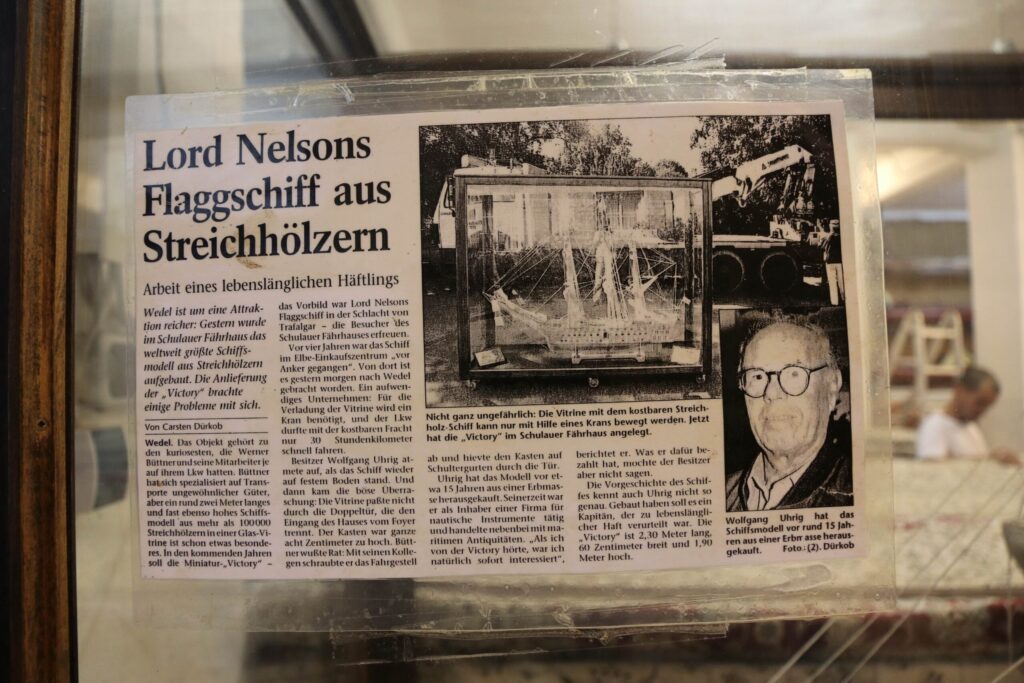 Lord Nelsons
Flaggschiff aus
Streichhölzern
Arbeit eines lebenslänglichen Häftlings
Wedel ist um eine Attrak-
tion reicher: Gestern wurde
im Schulauer Fährhaus das
weltweit größte Schiffs-
modell aus Streichhölzern
aufgebaut. Die Anlieferung
der „Victory" brachte
einige Probleme mit sich.
Von Carsten Dürkob
Wedel. Das Objekt gehört zu
den kuriosesten, die Werner
Büttner und seine Mitarbeiter je
auf ihrem Lkw hatten. Büttner
hat sich spezialisiert auf Trans-
porte ungewöhnlicher Güter,
aber ein rund zwei Meter langes
und fast ebenso hohes Schiffs-
modell aus mehr als 100 000
Streichhölzern in einer Glas-Vi-
trine ist schon etwas besonde-
res. In den kommenden Jahren
soll die Miniatur-„Victory" –
das Vorbild war Lord Nelsons
Flaggschiff in der Schlacht von
Trafalgar – die Besucher des
Schulauer Fährhauses erfreuen.
Vor vier Jahren war das Schiff
im Elbe-Einkaufszentrum „vor
Anker gegangen". Von dort ist
es gestern morgen nach Wedel
gebracht worden. Ein aufwen-
diges Unternehmen: Für die
Verladung der Vitrine wird ein
Kran benötigt, und der Lkw
durfte mit der kostbaren Fracht
nur 30 Stundenkilometer
schnell fahren.
Besitzer Wolfgang Uhrig at-
mete auf, als das Schiff wieder
auf festem Boden stand. Und
dann kam die böse Überra-
schung: Die Vitrine paßte nicht
durch die Doppeltür, die den
Eingang des Hauses vom Foyer
trennt. Der Kasten war ganze
acht Zentimeter zu hoch. Bütt-
ner wußte Rat: Mit seinen Kolle-
gen schraubte er das Fahrgestell
Nicht ganz ungefährlich: Die Vitrine mit dem kostbaren Streich-
holz-Schiff kann nur mit Hilfe eines Krans bewegt werden. Jetzt
hat die „Victory" im Schulauer Fährhaus angelegt.
ab und hievte den Kasten auf
Schultergurten durch die Tür.
Uhrig hat das Modell vor et-
wa 15 Jahren aus einer Erbmas-
se herausgekauft. Seinerzeit war
er als Inhaber einer Firma für
nautische Instrumente tätig
und handelte nebenbei mit ma-
ritimen Antiquitäten. „Als ich
von der Victory hörte, war ich
natürlich sofort interessiert",
berichtet er. Was er dafür be-
zahlt hat, mochte der Besitzer
aber nicht sagen.
Die Vorgeschichte des Schif-
fes kennt auch Uhrig nicht so
genau. Gebaut haben soll es ein
Kapitän, der zu lebenslängli-
cher Haft verurteilt war. Die
„Victory" ist 2,30 Meter lang,
60 Zentimeter breit und 1,90
Meter hoch.
Wolfgang Uhrig hat das
Schiffsmodell vor rund 15 Jah-
ren aus einer Erbm asse heraus-
gekauft. Foto: (2). Dürkob